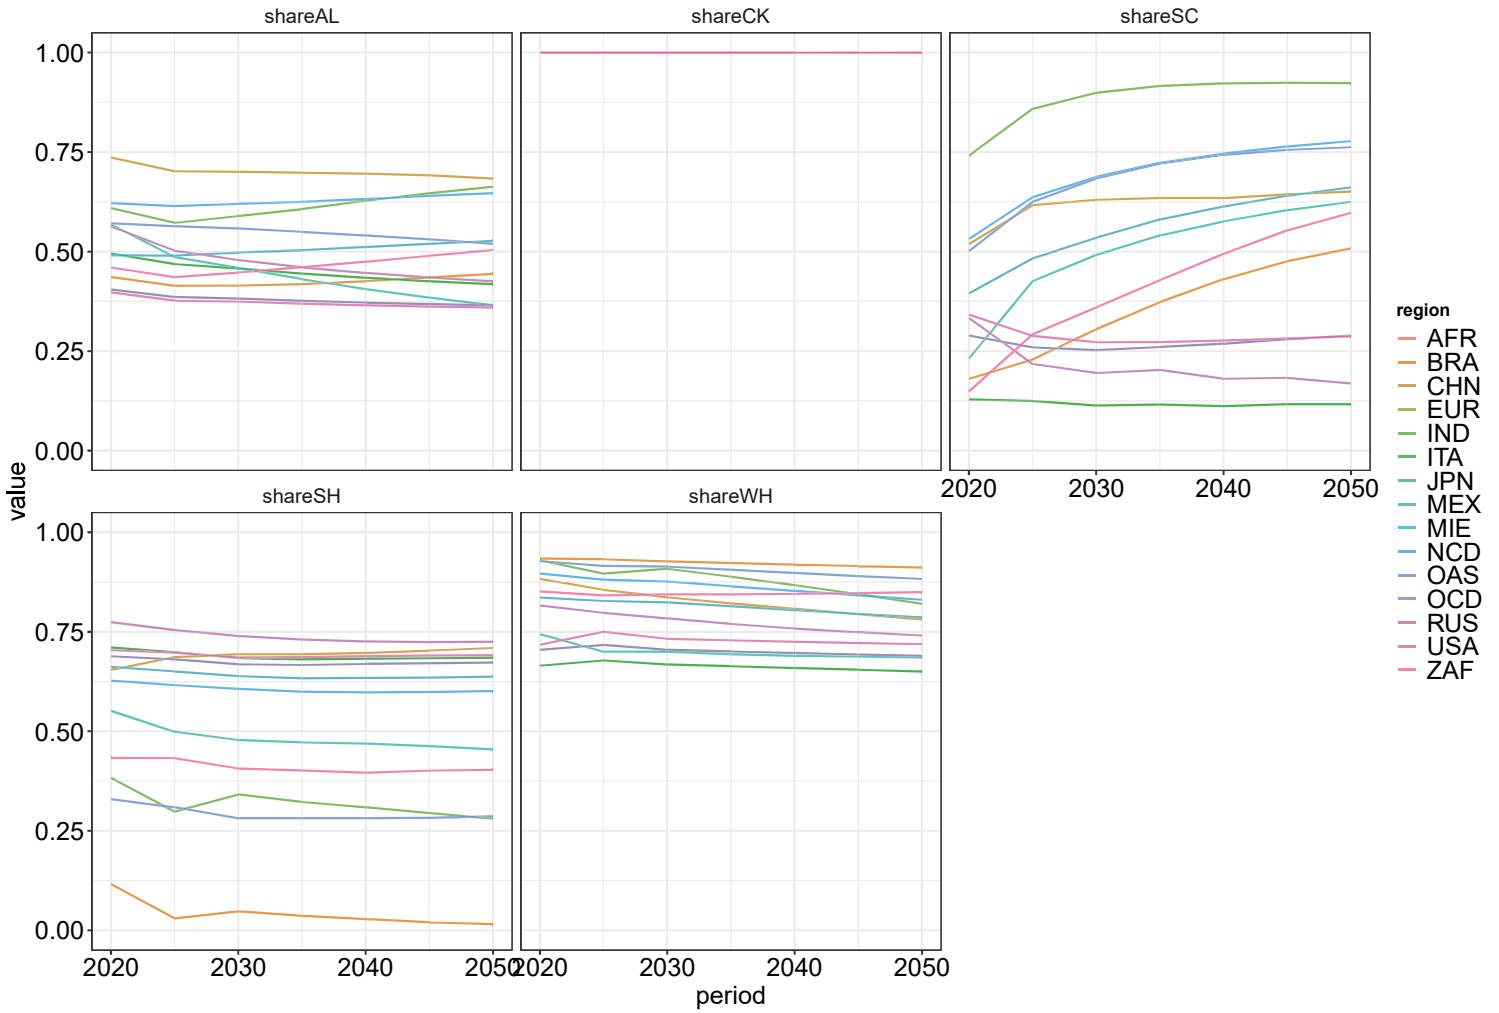 shareAL
shareCK
shareSC
1.00
0.75
0.50
0.25
0.00
2020
2030
2040
2050
value
shareSH
shareWH
1.00
0.75
0.50
0.25
0.00
2020
2030
2040
2050
2020
2030
2040
2050
period
region
AFR
BRA
CHN
EUR
IND
ITA
JPN
MEX
MIE
NCD
OAS
OCD
RUS
USA
ZAF